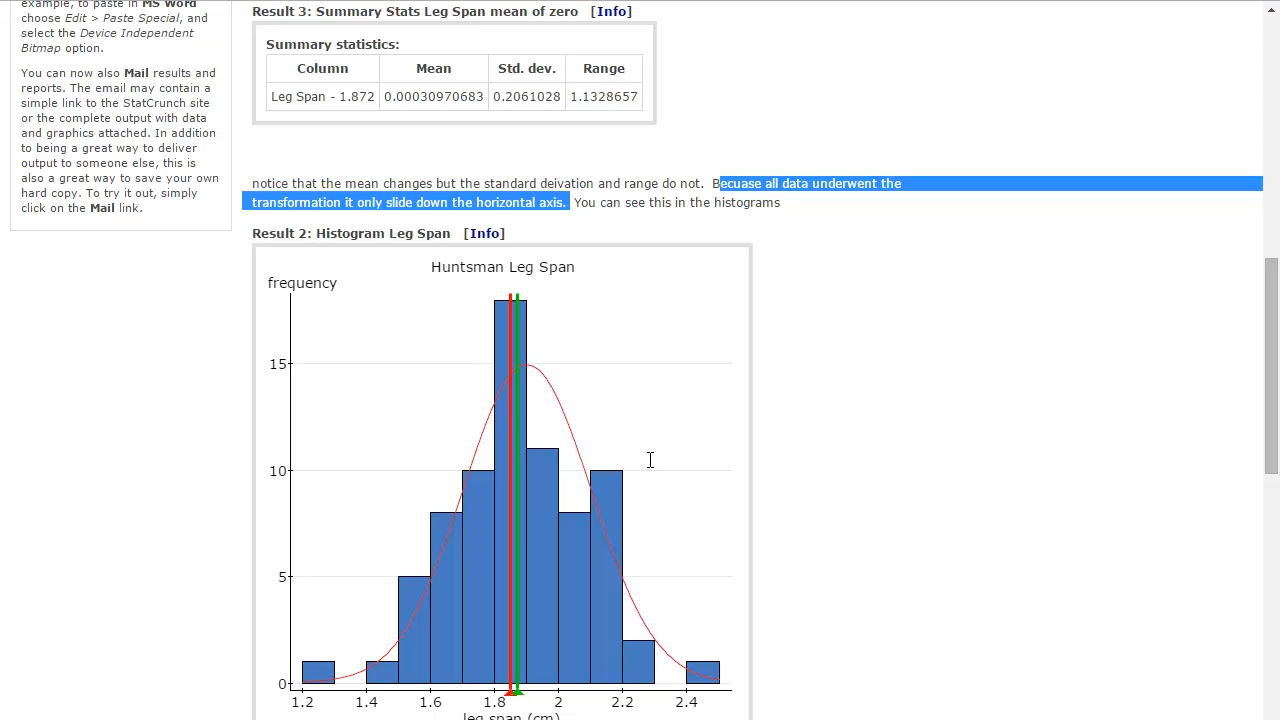 example, to paste in MS Word
choose Edit > Paste Special, and
select the Device Independent
Bitmap option.
You can now also Mail results and
reports. The email may contain a
simple link to the StatCrunch site
or the complete output with data
and graphics attached. In addition
to being a great way to deliver
output to someone else, this is
also a great way to save your own
hard copy. To try it out, simply
click on the Mail link.
Result 3: Summary Stats Leg Span mean of zero [Info]
Summary statistics:
Column Mean Std. dev. Range
Leg Span - 1.872 0.00030970683 0.2061028 1.1328657
notice that the mean changes but the standard deivation and range do not. Becuase all data underwent the
transformation it only slide down the horizontal axis. You can see this in the histograms
Result 2: Histogram Leg Span [Info]
Huntsman Leg Span
frequency
15
10
5
0
1.2 1.4 1.6 1.8 2 2.2 2.4
leg span (cm)